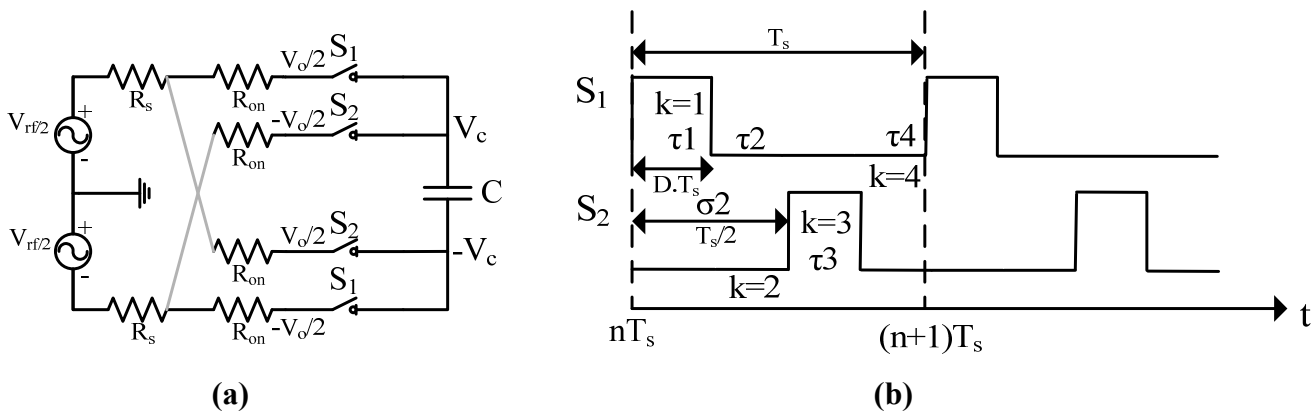 V_o/2 S_1
R_s
R_on
-V_o/2 S_2
V_rf/2
+
-
R_on
V_c
C
V_rf/2
+
-
V_o/2 S_2
-V_c
R_on
S_1
R_s
R_on
-V_o/2
(a)
T_s
S_1
k=1
τ1
τ2
τ4
D.T_s
k=4
S_2
σ2
T_s/2
k=3
τ3
k=2
t
nT_s
(n+1)T_s
(b)